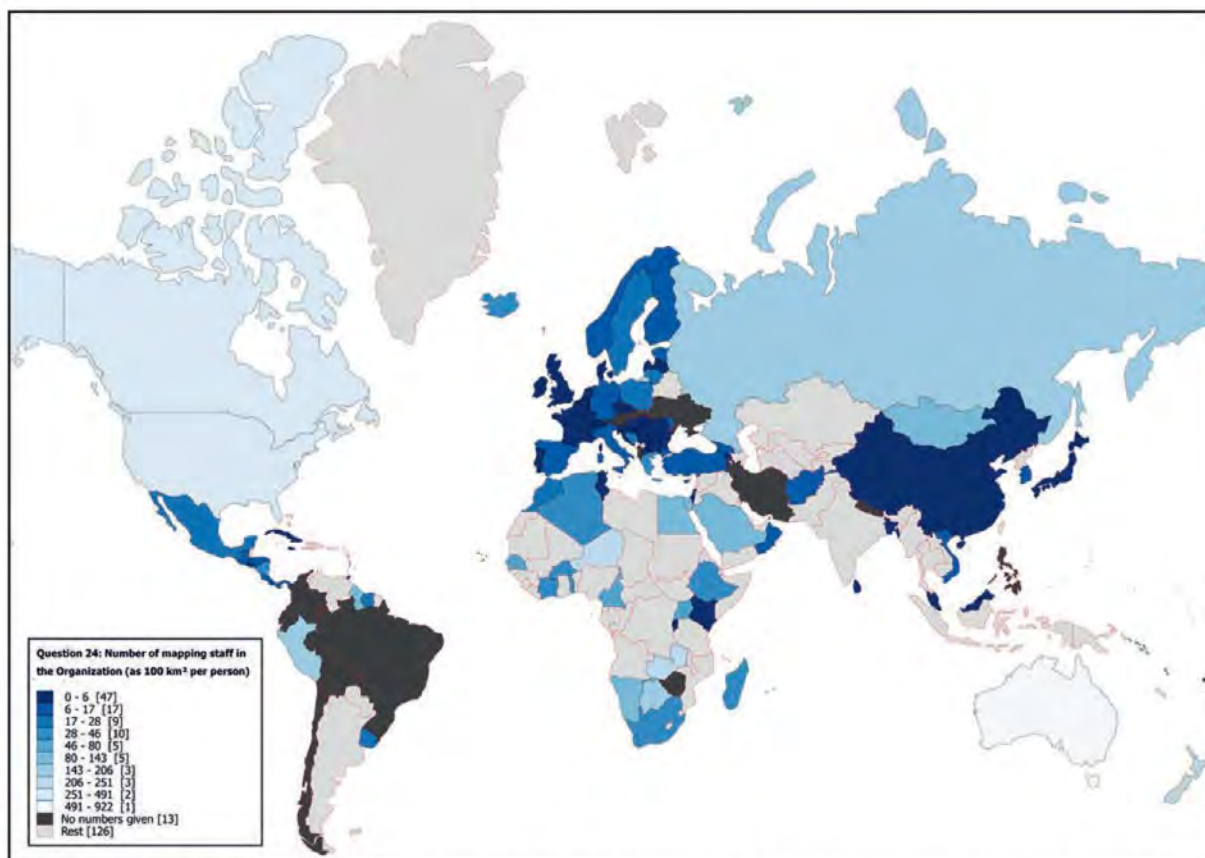 Question 24: Number of mapping staff in
the Organization (as 100 km² per person)
0 - 6 [47]
6 - 17 [17]
17 - 28 [9]
28 - 46 [10]
46 - 80 [5]
80 - 143 [5]
143 - 206 [3]
206 - 251 [3]
251 - 491 [2]
491 - 922 [1]
No numbers given [13]
Rest [126]